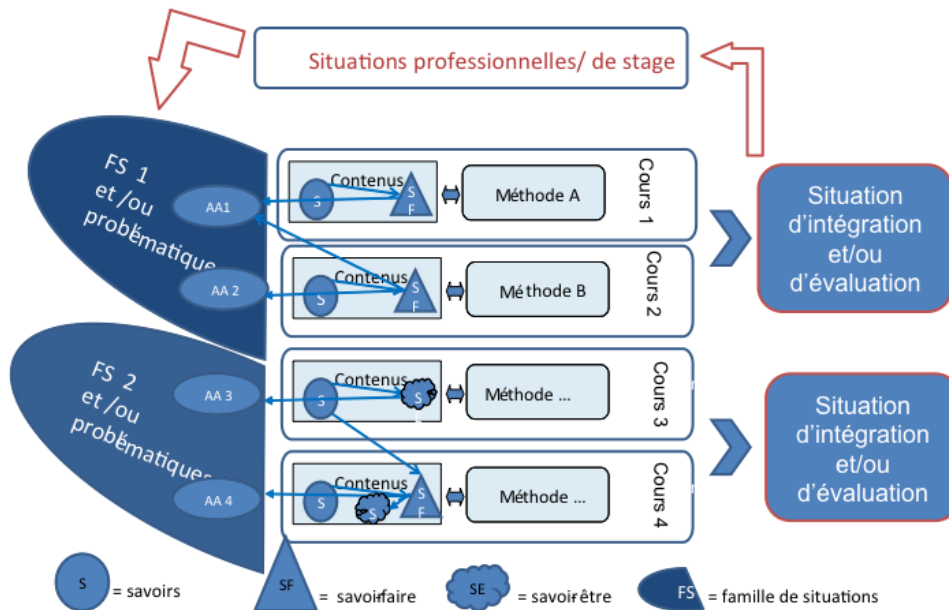 Situations professionnelles/ de stage
FS 1
et /ou
problématiques
AA1
AA 2
Contenus
S
S
F
Méthode A
Cours 1
Contenus
S
S
F
Méthode B
Cours 2
Situation
d'intégration
et/ou
d'évaluation
FS 2
et /ou
problématiques
AA 3
AA 4
Contenus
S
S
Méthode ...
Cours 3
Contenus
S
S
S
F
Méthode ...
Cours 4
Situation
d'intégration
et/ou
d'évaluation
S = savoirs
SF = savoir-faire
SE = savoir être
FS = famille de situations